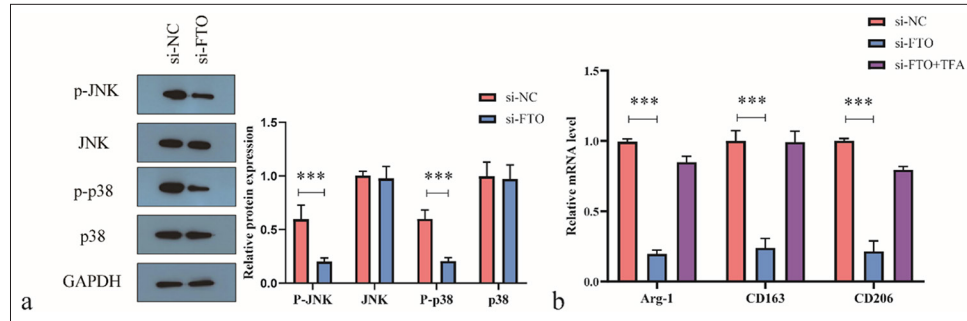 si-NC
si-FTO
p-JNK
JNK
p-p38
p38
GAPDH
a
si-NC
si-FTO
Relative protein expression
1.5
1.0
0.5
0.0
***
***
P-JNK JNK P-p38 p38
b
si-NC
si-FTO
si-FTO+TFA
Relative mRNA level
1.5
1.0
0.5
0.0
***
***
***
Arg-1 CD163 CD206